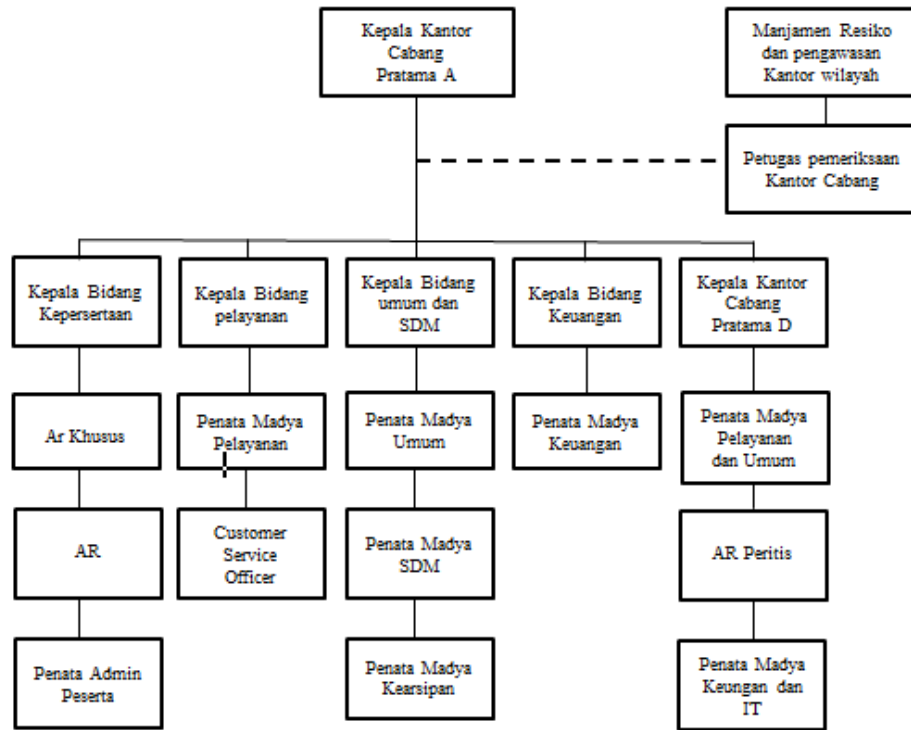 Kepala Kantor
Cabang
Pratama A
Manjamen Resiko
dan pengawasan
Kantor wilayah
Petugas pemeriksaan
Kantor Cabang
Kepala Bidang
Kepersertaan
Kepala Bidang
pelayanan
Kepala Bidang
umum dan
SDM
Kepala Bidang
Keuangan
Kepala Kantor
Cabang
Pratama D
Ar Khusus
Penata Madya
Pelayanan
Penata Madya
Umum
Penata Madya
Keuangan
Penata Madya
Pelayanan
dan Umum
AR
Customer
Service
Officer
Penata Madya
SDM
AR Peritis
Penata Admin
Peserta
Penata Madya
Kearsipan
Penata Madya
Keungan dan
IT